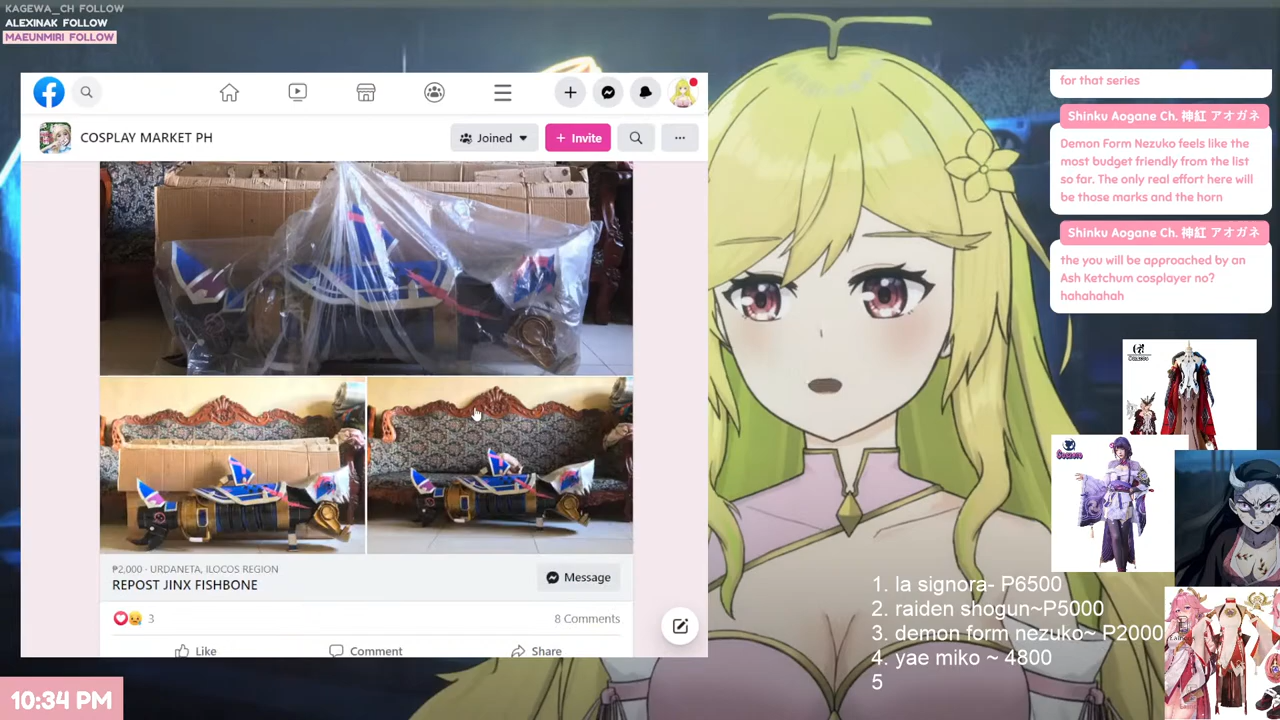 KAGEWA_CH FOLLOW
ALEXINAK FOLLOW
MAEUNMIRI FOLLOW
COSPLAY MARKET PH
Joined
+ Invite
₱2,000 · URDANETA, ILOCOS REGION
REPOST JINX FISHBONE
Message
3
8 Comments
Like
Comment
Share
for that series
Shinku Aogane Ch. 神紅 アオガネ
Demon Form Nezuko feels like the
most budget friendly from the list
so far. The only real effort here will
be those marks and the horn
Shinku Aogane Ch. 神紅 アオガネ
the you will be approached by an
Ash Ketchum cosplayer no?
hahahahah
1. la signora- P6500
2. raiden shogun~P5000
3. demon form nezuko~ P2000
4. yae miko ~ 4800
5
10:34 PM